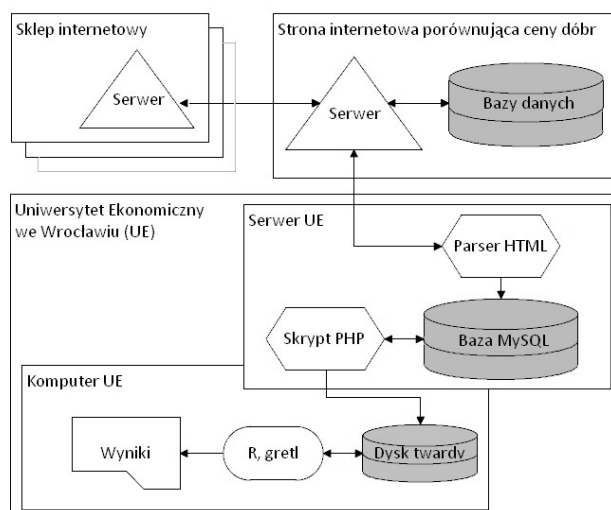 Sklep internetowy
Serwer
Strona internetowa porównująca ceny dóbr
Serwer
Bazy danych
Uniwersytet Ekonomiczny
we Wrocławiu (UE)
Serwer UE
Parser HTML
Skrypt PHP
Baza MySQL
Komputer UE
Wyniki
R, gretl
Dysk twardy